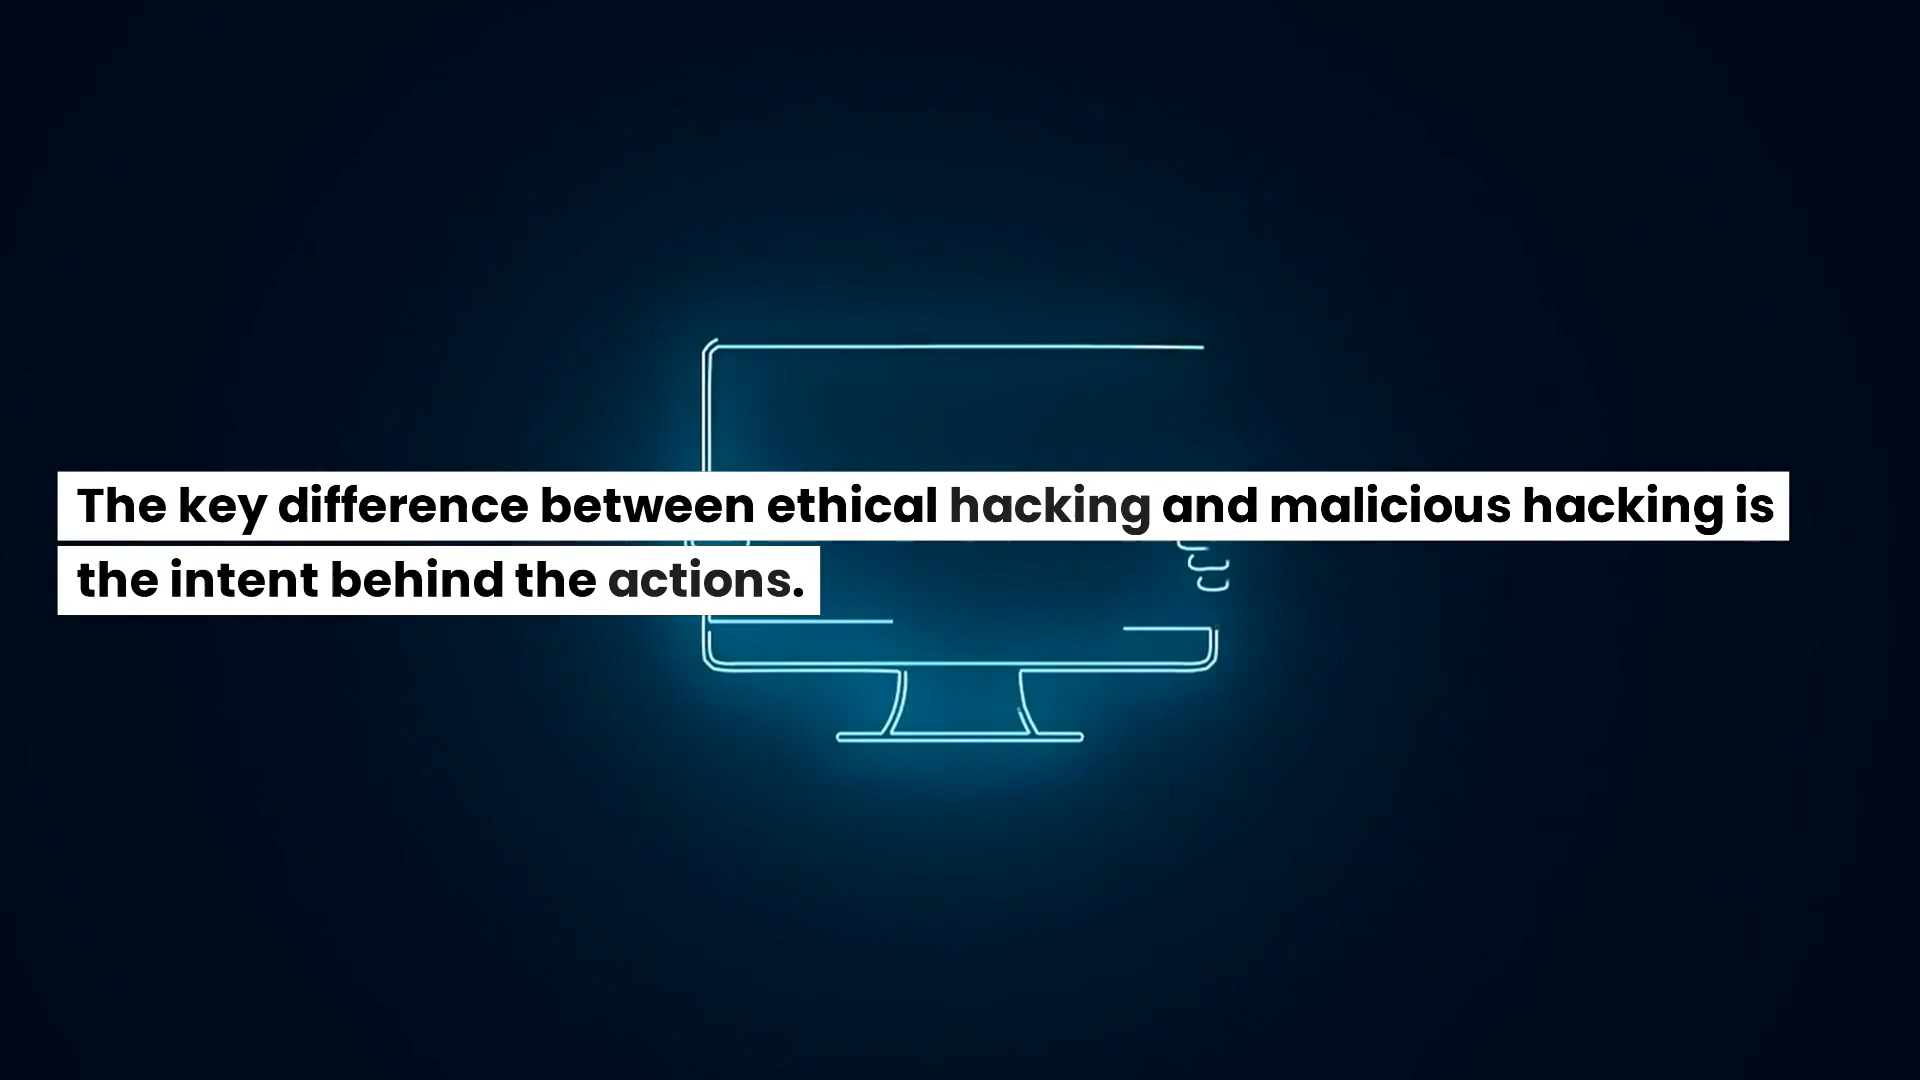 The key difference between ethical hacking and malicious hacking is
the intent behind the actions.